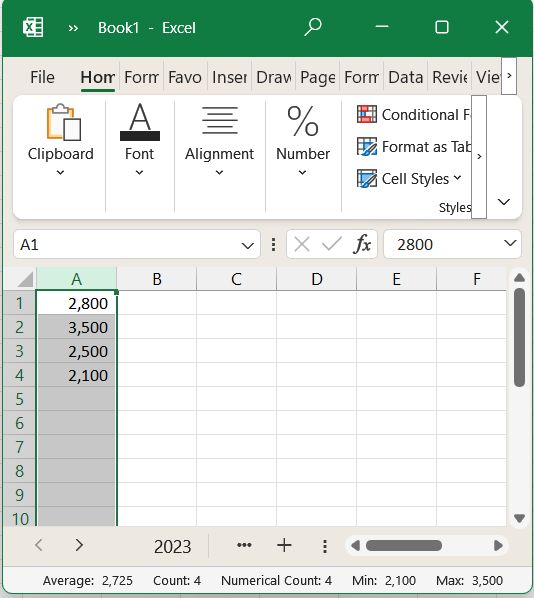 » Book1 - Excel
File Hom Form Favo Inser Draw Page Form Data Revie Vie
Clipboard Font Alignment Number
Conditional F
Format as Tab
Cell Styles
Styles
A1 fx 2800
A B C D E F
1 2,800
2 3,500
3 2,500
4 2,100
5
6
7
8
9
10
2023 ••• +
Average: 2,725 Count: 4 Numerical Count: 4 Min: 2,100 Max: 3,500